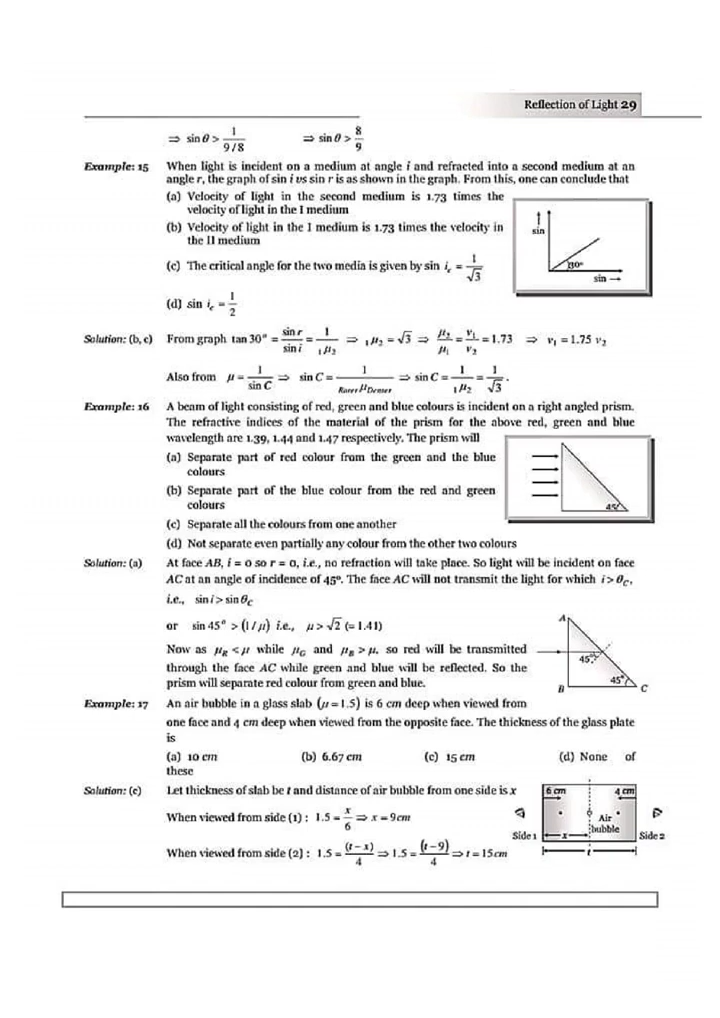 Reflection of Light 29
⇒ sin θ > 1/(9/8) ⇒ sin θ > 8/9
Example: 15 When light is incident on a medium at angle i and refracted into a second medium at an
angle r, the graph of sin i vs sin r is as shown in the graph. From this, one can conclude that
(a) Velocity of light in the second medium is 1.73 times the
velocity of light in the I medium
(b) Velocity of light in the I medium is 1.73 times the velocity in
the II medium
(c) The critical angle for the two media is given by sin i_c = 1/√3
(d) sin i_c = 1/2
sin
30°
sin →
Solution: (b, c) From graph tan 30° = sin r/sin i = 1/₁μ₂ ⇒ ₁μ₂ = √3 ⇒ μ₂/μ₁ = v₁/v₂ = 1.73 ⇒ v₁ = 1.75 v₂
Also from μ = 1/sin C ⇒ sin C = 1/(Rarer μ Denser) ⇒ sin C = 1/₁μ₂ = 1/√3 .
Example: 16 A beam of light consisting of red, green and blue colours is incident on a right angled prism.
The refractive indices of the material of the prism for the above red, green and blue
wavelength are 1.39, 1.44 and 1.47 respectively. The prism will
(a) Separate part of red colour from the green and the blue
colours
(b) Separate part of the blue colour from the red and green
colours
(c) Separate all the colours from one another
(d) Not separate even partially any colour from the other two colours
45°
Solution: (a) At face AB, i = 0 so r = 0, i.e., no refraction will take place. So light will be incident on face
AC at an angle of incidence of 45°. The face AC will not transmit the light for which i > θ_C,
i.e., sin i > sin θ_C
or sin 45° > (1/μ) i.e., μ > √2 (= 1.41)
Now as μ_R < μ while μ_G and μ_B > μ, so red will be transmitted
through the face AC while green and blue will be reflected. So the
prism will separate red colour from green and blue.
A
45°
45°
B
C
Example: 17 An air bubble in a glass slab (μ = 1.5) is 6 cm deep when viewed from
one face and 4 cm deep when viewed from the opposite face. The thickness of the glass plate
is
(a) 10 cm (b) 6.67 cm (c) 15 cm (d) None of
these
Solution: (c) Let thickness of slab be t and distance of air bubble from one side is x
When viewed from side (1) : 1.5 = x/6 ⇒ x = 9 cm
When viewed from side (2) : 1.5 = (t − x)/4 ⇒ 1.5 = (t − 9)/4 ⇒ t = 15 cm
6 cm
4 cm
Air
bubble
Side 1
x
Side 2
t